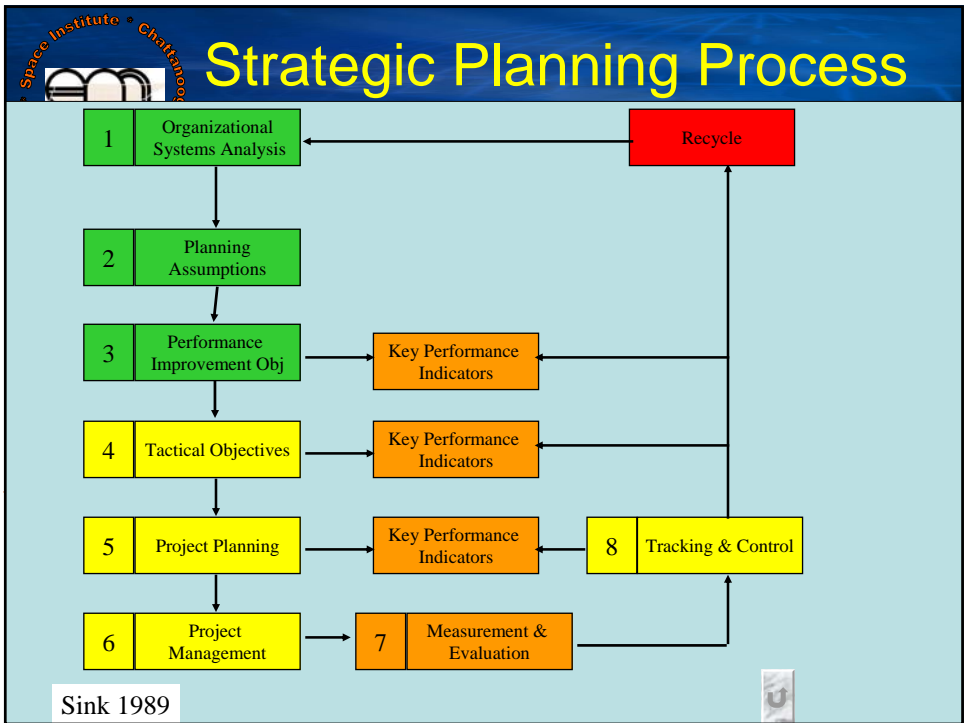 Space Institute * Chattanoog
Strategic Planning Process
1
Organizational
Systems Analysis
Recycle
2
Planning
Assumptions
3
Performance
Improvement Obj
Key Performance
Indicators
4
Tactical Objectives
Key Performance
Indicators
5
Project Planning
Key Performance
Indicators
8
Tracking & Control
6
Project
Management
7
Measurement &
Evaluation
Sink 1989